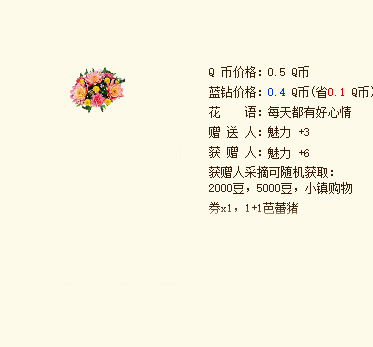 Q 币价格：0.5 Q币
蓝钻价格：0.4 Q币(省0.1 Q币)
花 语：每天都有好心情
赠 送 人：魅力 +3
获 赠 人：魅力 +6
获赠人采摘可随机获取：
2000豆，5000豆，小镇购物
券x1，1+1芭蕾猪